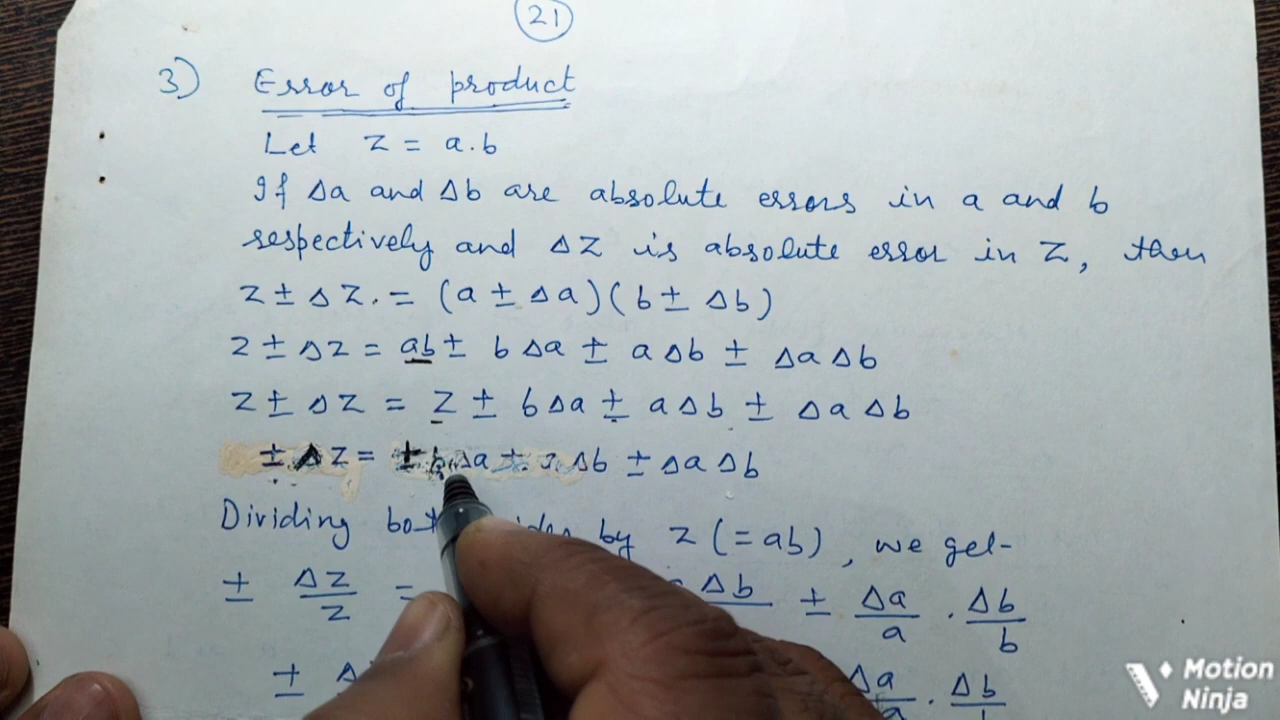 21
3) Error of product
Let Z = a.b
If Δa and Δb are absolute errors in a and b
respectively and ΔZ is absolute error in Z, then
Z ± ΔZ. = (a ± Δa)(b ± Δb)
Z ± ΔZ = ab ± bΔa ± aΔb ± ΔaΔb
Z ± ΔZ = Z ± bΔa ± aΔb ± ΔaΔb
± ΔZ = ± bΔa ± aΔb ± ΔaΔb
Dividing by Z (=ab), we get
± ΔZ/Z = Δb ± Δa/a . Δb/b
± Δa/a . Δb
Motion
Ninja